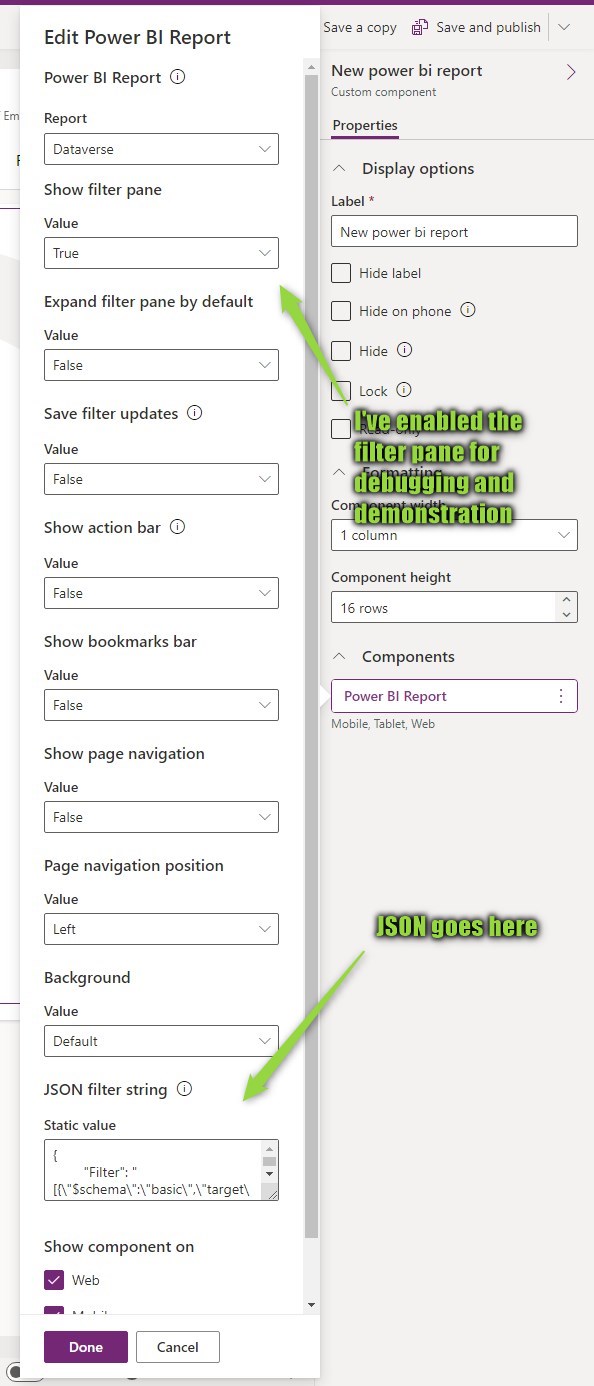 Edit Power BI Report
Power BI Report
Report
Dataverse
Show filter pane
Value
True
Expand filter pane by default
Value
False
Save filter updates
Value
False
Show action bar
Value
False
Show bookmarks bar
Value
False
Show page navigation
Value
False
Page navigation position
Value
Left
Background
Value
Default
JSON filter string
Static value
{
"Filter": "
[{\"$schema\":\"basic\",\"target\
Show component on
Web
Done
Cancel
Save a copy
Save and publish
New power bi report
Custom component
Properties
Display options
Label *
New power bi report
Hide label
Hide on phone
Hide
Lock
Read-only
I've enabled the
filter pane for
debugging and
demonstration
Formatting
Component width
1 column
Component height
16 rows
Components
Power BI Report
Mobile, Tablet, Web
JSON goes here